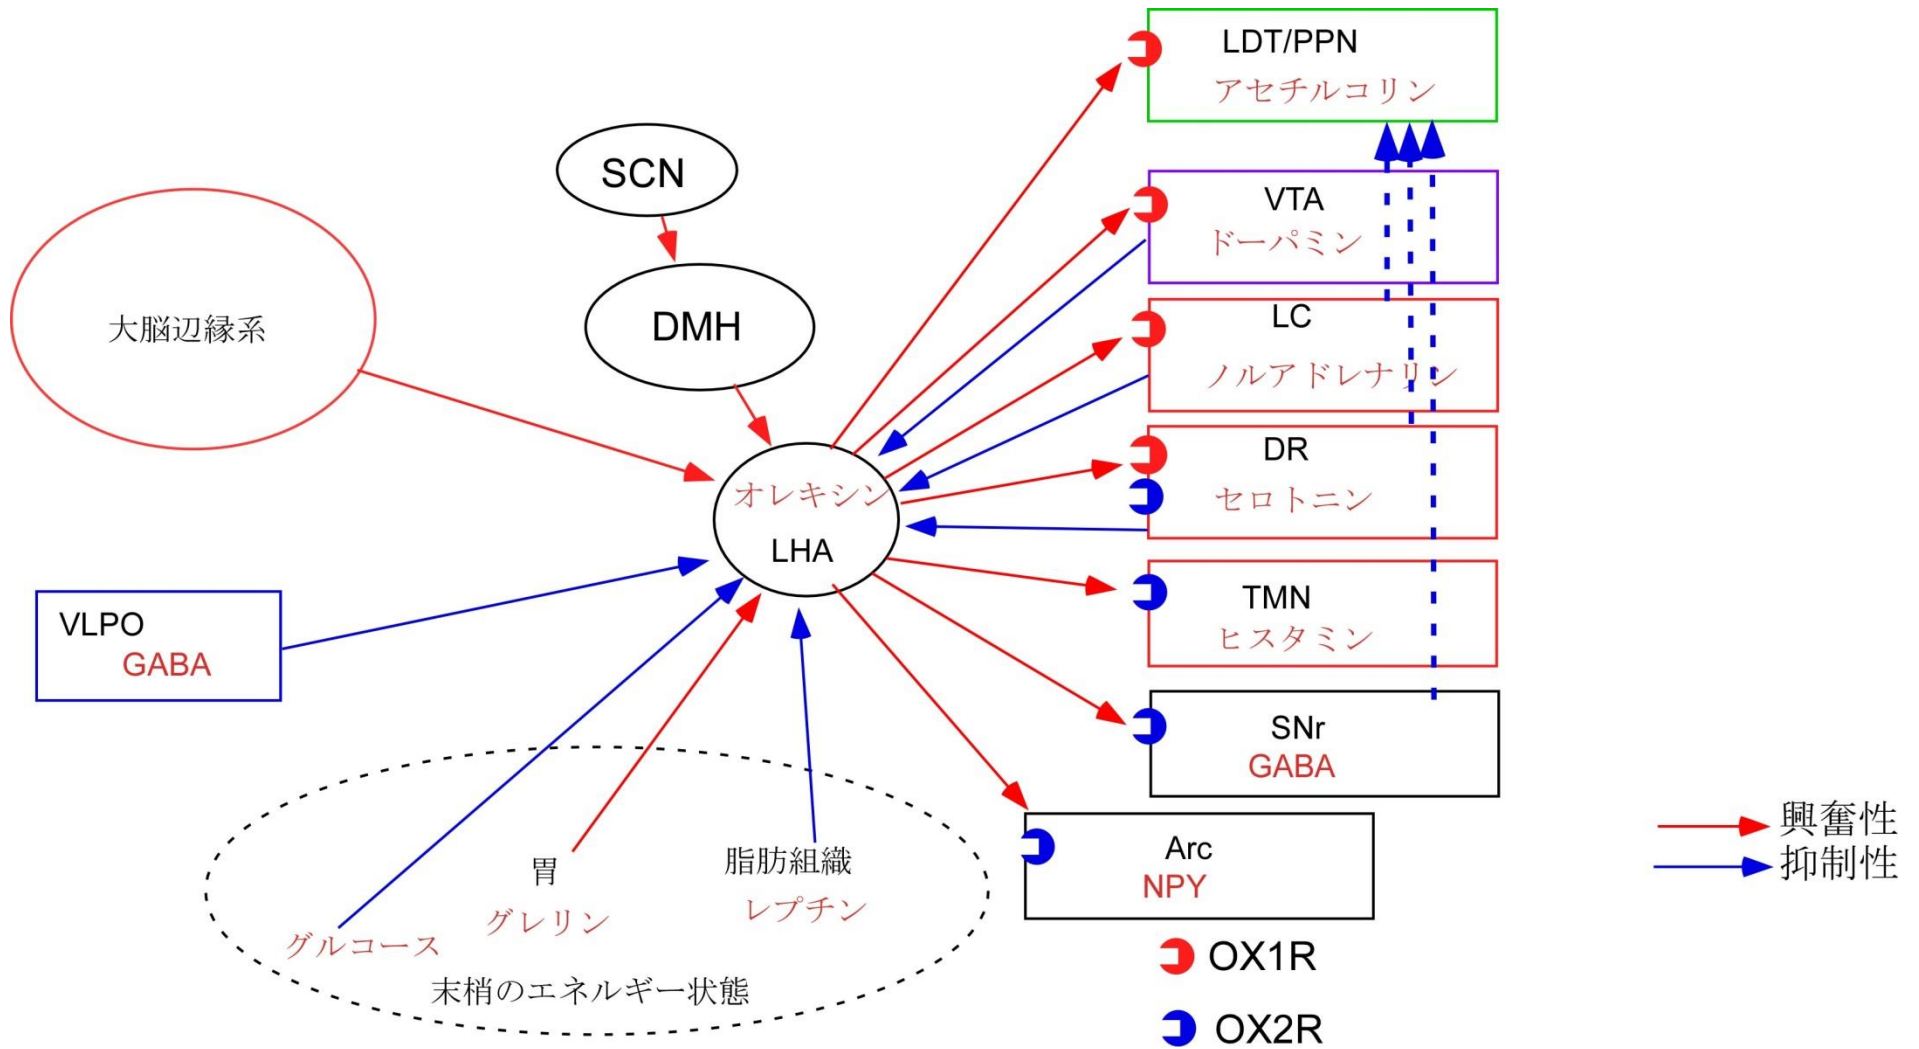 LDT/PPN
アセチルコリン
SCN
VTA
ドーパミン
大脳辺縁系
DMH
LC
ノルアドレナリン
オレキシン
LHA
DR
セロトニン
VLPO
GABA
TMN
ヒスタミン
SNr
GABA
興奮性
抑制性
胃
グレリン
脂肪組織
レプチン
グルコース
末梢のエネルギー状態
Arc
NPY
OX1R
OX2R